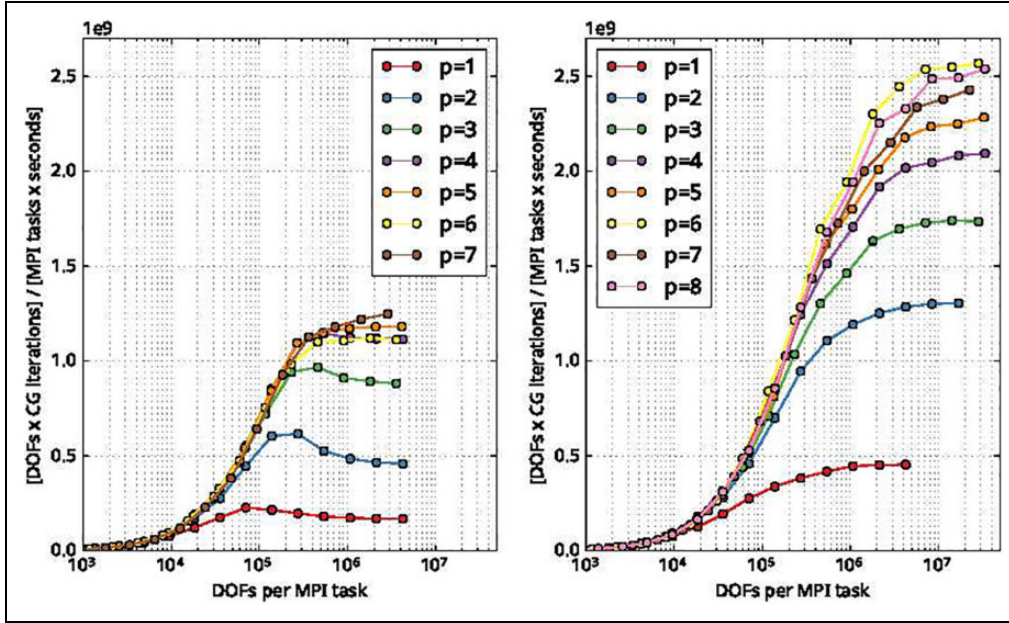 1e9
[DOFs x CG iterations] / [MPI tasks x seconds]
2.5
2.0
1.5
1.0
0.5
0.0
10³ 10⁴ 10⁵ 10⁶ 10⁷
DOFs per MPI task
p=1
p=2
p=3
p=4
p=5
p=6
p=7
1e9
[DOFs x CG iterations] / [MPI tasks x seconds]
2.5
2.0
1.5
1.0
0.5
0.0
10³ 10⁴ 10⁵ 10⁶ 10⁷
DOFs per MPI task
p=1
p=2
p=3
p=4
p=5
p=6
p=7
p=8